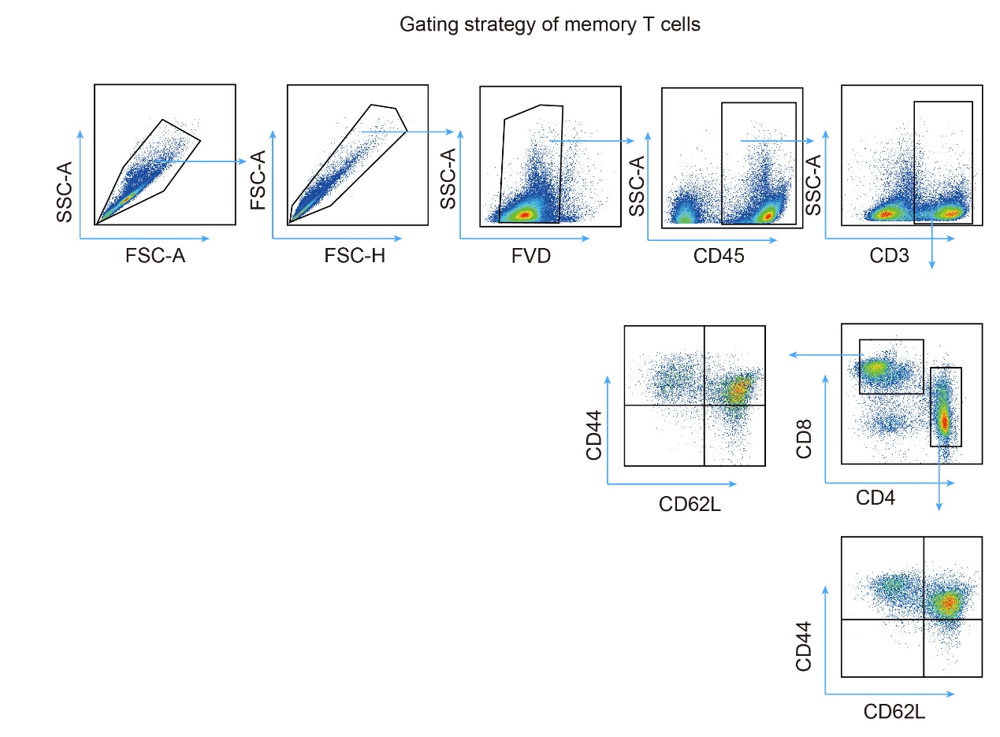 Gating strategy of memory T cells
SSC-A
FSC-A
FSC-A
FSC-H
SSC-A
FVD
SSC-A
CD45
SSC-A
CD3
CD44
CD62L
CD8
CD4
CD44
CD62L